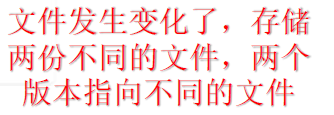 文件发生变化了，存储
两份不同的文件，两个
版本指向不同的文件